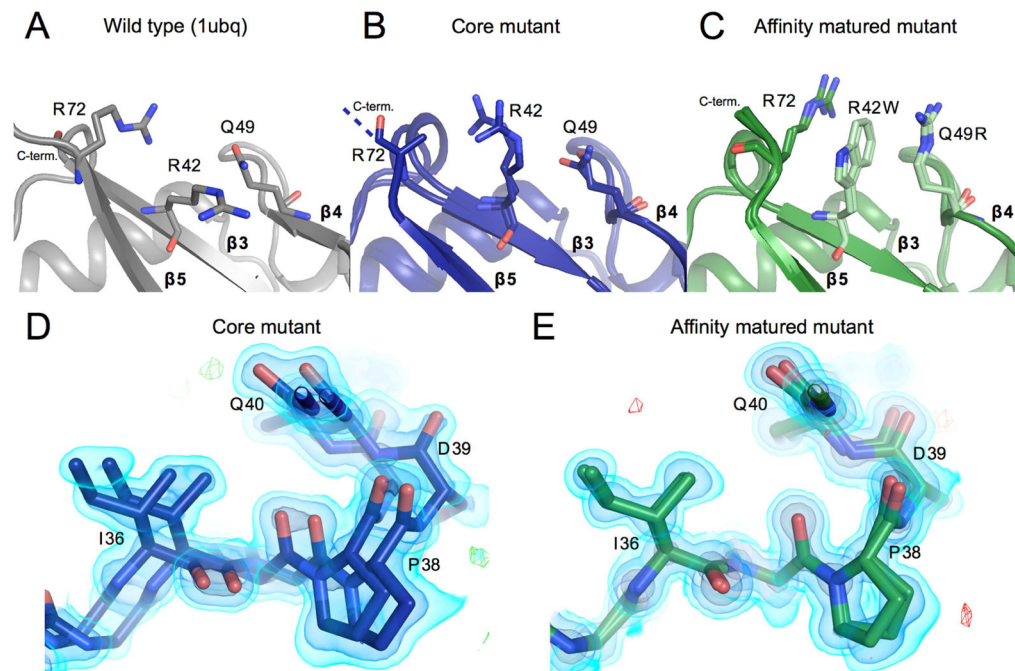 A
Wild type (1ubq)
R72
C-term.
R42
Q49
β4
β3
β5
B
Core mutant
C-term.
R72
R42
Q49
β4
β3
β5
C
Affinity matured mutant
C-term.
R72
R42W
Q49R
β4
β3
β5
D
Core mutant
Q40
D39
I36
P38
E
Affinity matured mutant
Q40
D39
I36
P38